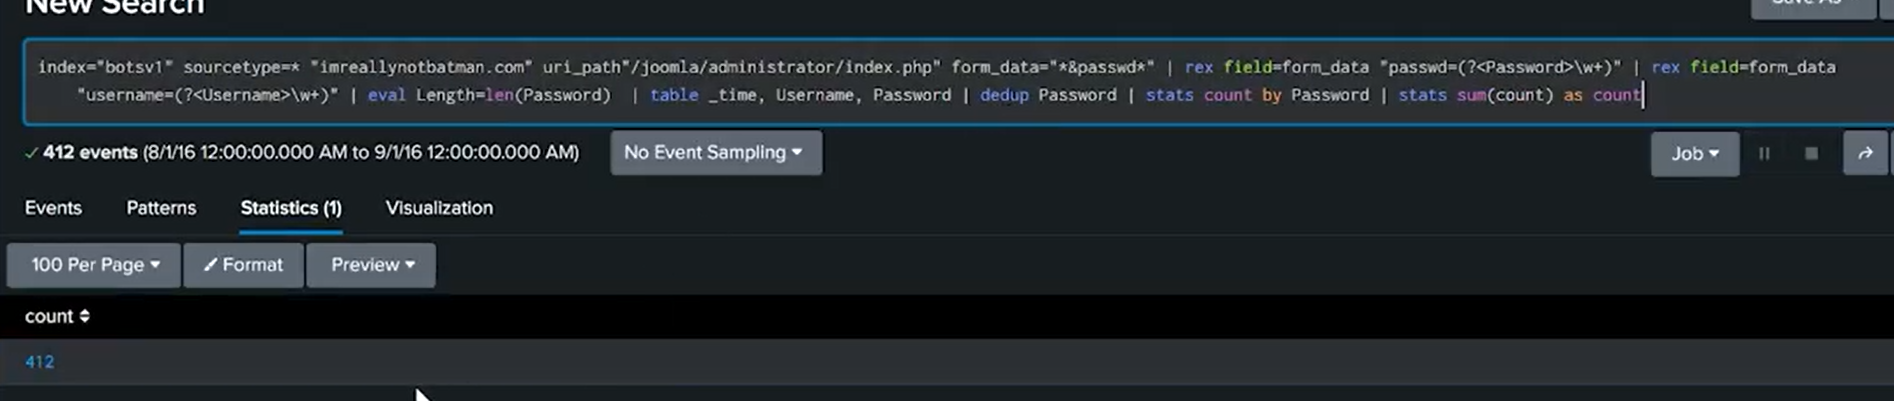 New Search
Save As
index="botsv1" sourcetype=* "imreallynotbatman.com" uri_path"/joomla/administrator/index.php" form_data="*&passwd*" | rex field=form_data "passwd=(?<Password>\w+)" | rex field=form_data
"username=(?<Username>\w+)" | eval Length=len(Password) | table _time, Username, Password | dedup Password | stats count by Password | stats sum(count) as count
412 events (8/1/16 12:00:00.000 AM to 9/1/16 12:00:00.000 AM) No Event Sampling Job
Events Patterns Statistics (1) Visualization
100 Per Page Format Preview
count
412